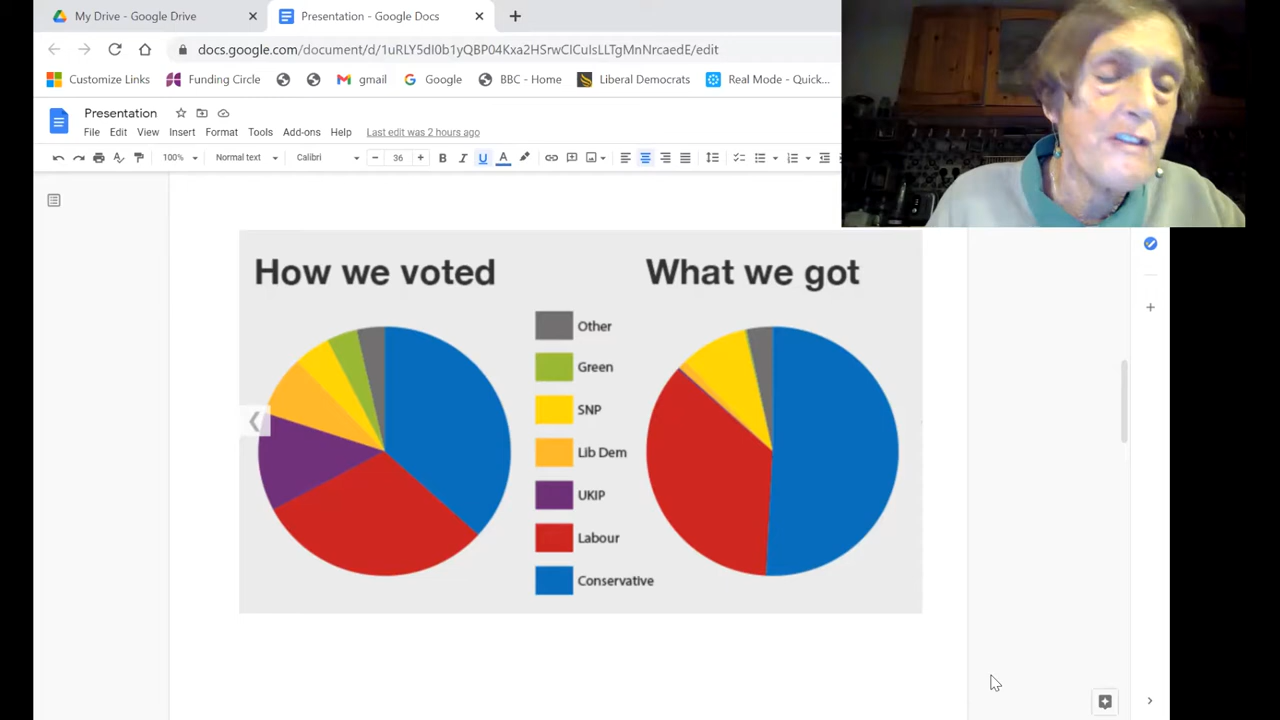 My Drive - Google Drive
Presentation - Google Docs
docs.google.com/document/d/1uRLY5dI0b1yQBP04Kxa2HSrwClCuIsLLTgMnNrcaedE/edit
Customize Links Funding Circle gmail Google BBC - Home Liberal Democrats Real Mode - Quick...
Presentation
File Edit View Insert Format Tools Add-ons Help Last edit was 2 hours ago
100% Normal text Calibri - 36 + B I U A
How we voted
What we got
Other
Green
SNP
Lib Dem
UKIP
Labour
Conservative